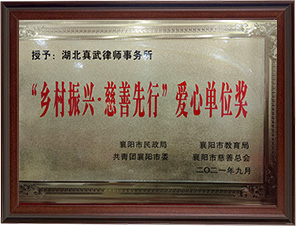 授予：湖北真武律师事务所
“乡村振兴·慈善先行”爱心单位奖
襄阳市民政局 襄阳市教育局
共青团襄阳市委 襄阳市慈善总会
二〇二一年九月